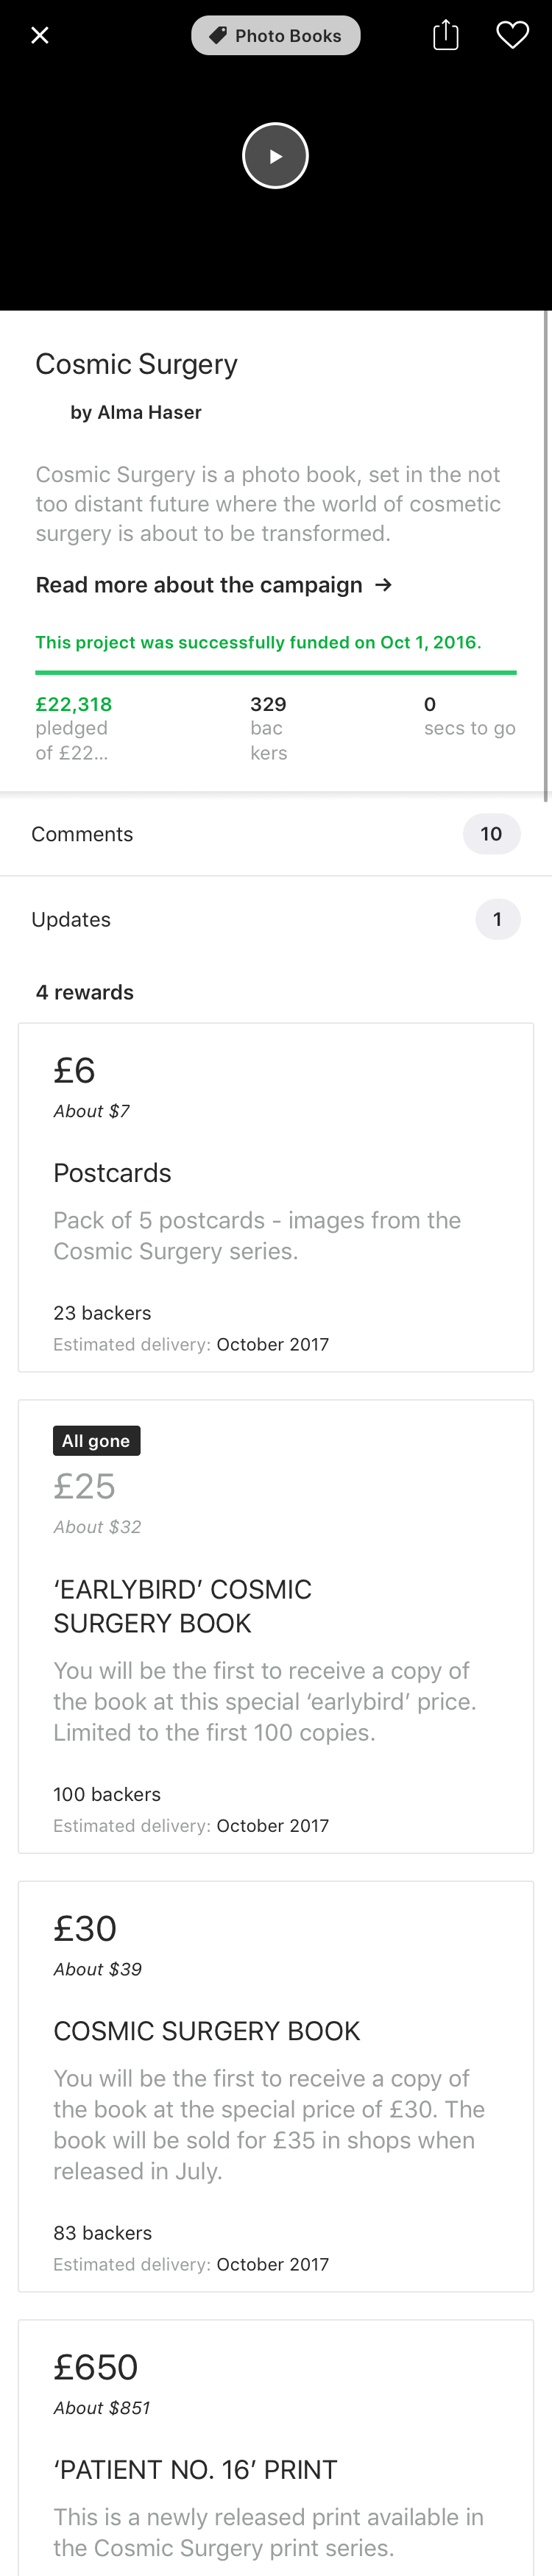 Photo Books
Cosmic Surgery
by Alma Haser
Cosmic Surgery is a photo book, set in the not
too distant future where the world of cosmetic
surgery is about to be transformed.
Read more about the campaign →
This project was successfully funded on Oct 1, 2016.
£22,318
pledged
of £22...
329
bac
kers
0
secs to go
Comments
10
Updates
1
4 rewards
£6
About $7
Postcards
Pack of 5 postcards - images from the
Cosmic Surgery series.
23 backers
Estimated delivery: October 2017
All gone
£25
About $32
‘EARLYBIRD’ COSMIC
SURGERY BOOK
You will be the first to receive a copy of
the book at this special ‘earlybird’ price.
Limited to the first 100 copies.
100 backers
Estimated delivery: October 2017
£30
About $39
COSMIC SURGERY BOOK
You will be the first to receive a copy of
the book at the special price of £30. The
book will be sold for £35 in shops when
released in July.
83 backers
Estimated delivery: October 2017
£650
About $851
‘PATIENT NO. 16’ PRINT
This is a newly released print available in
the Cosmic Surgery print series.